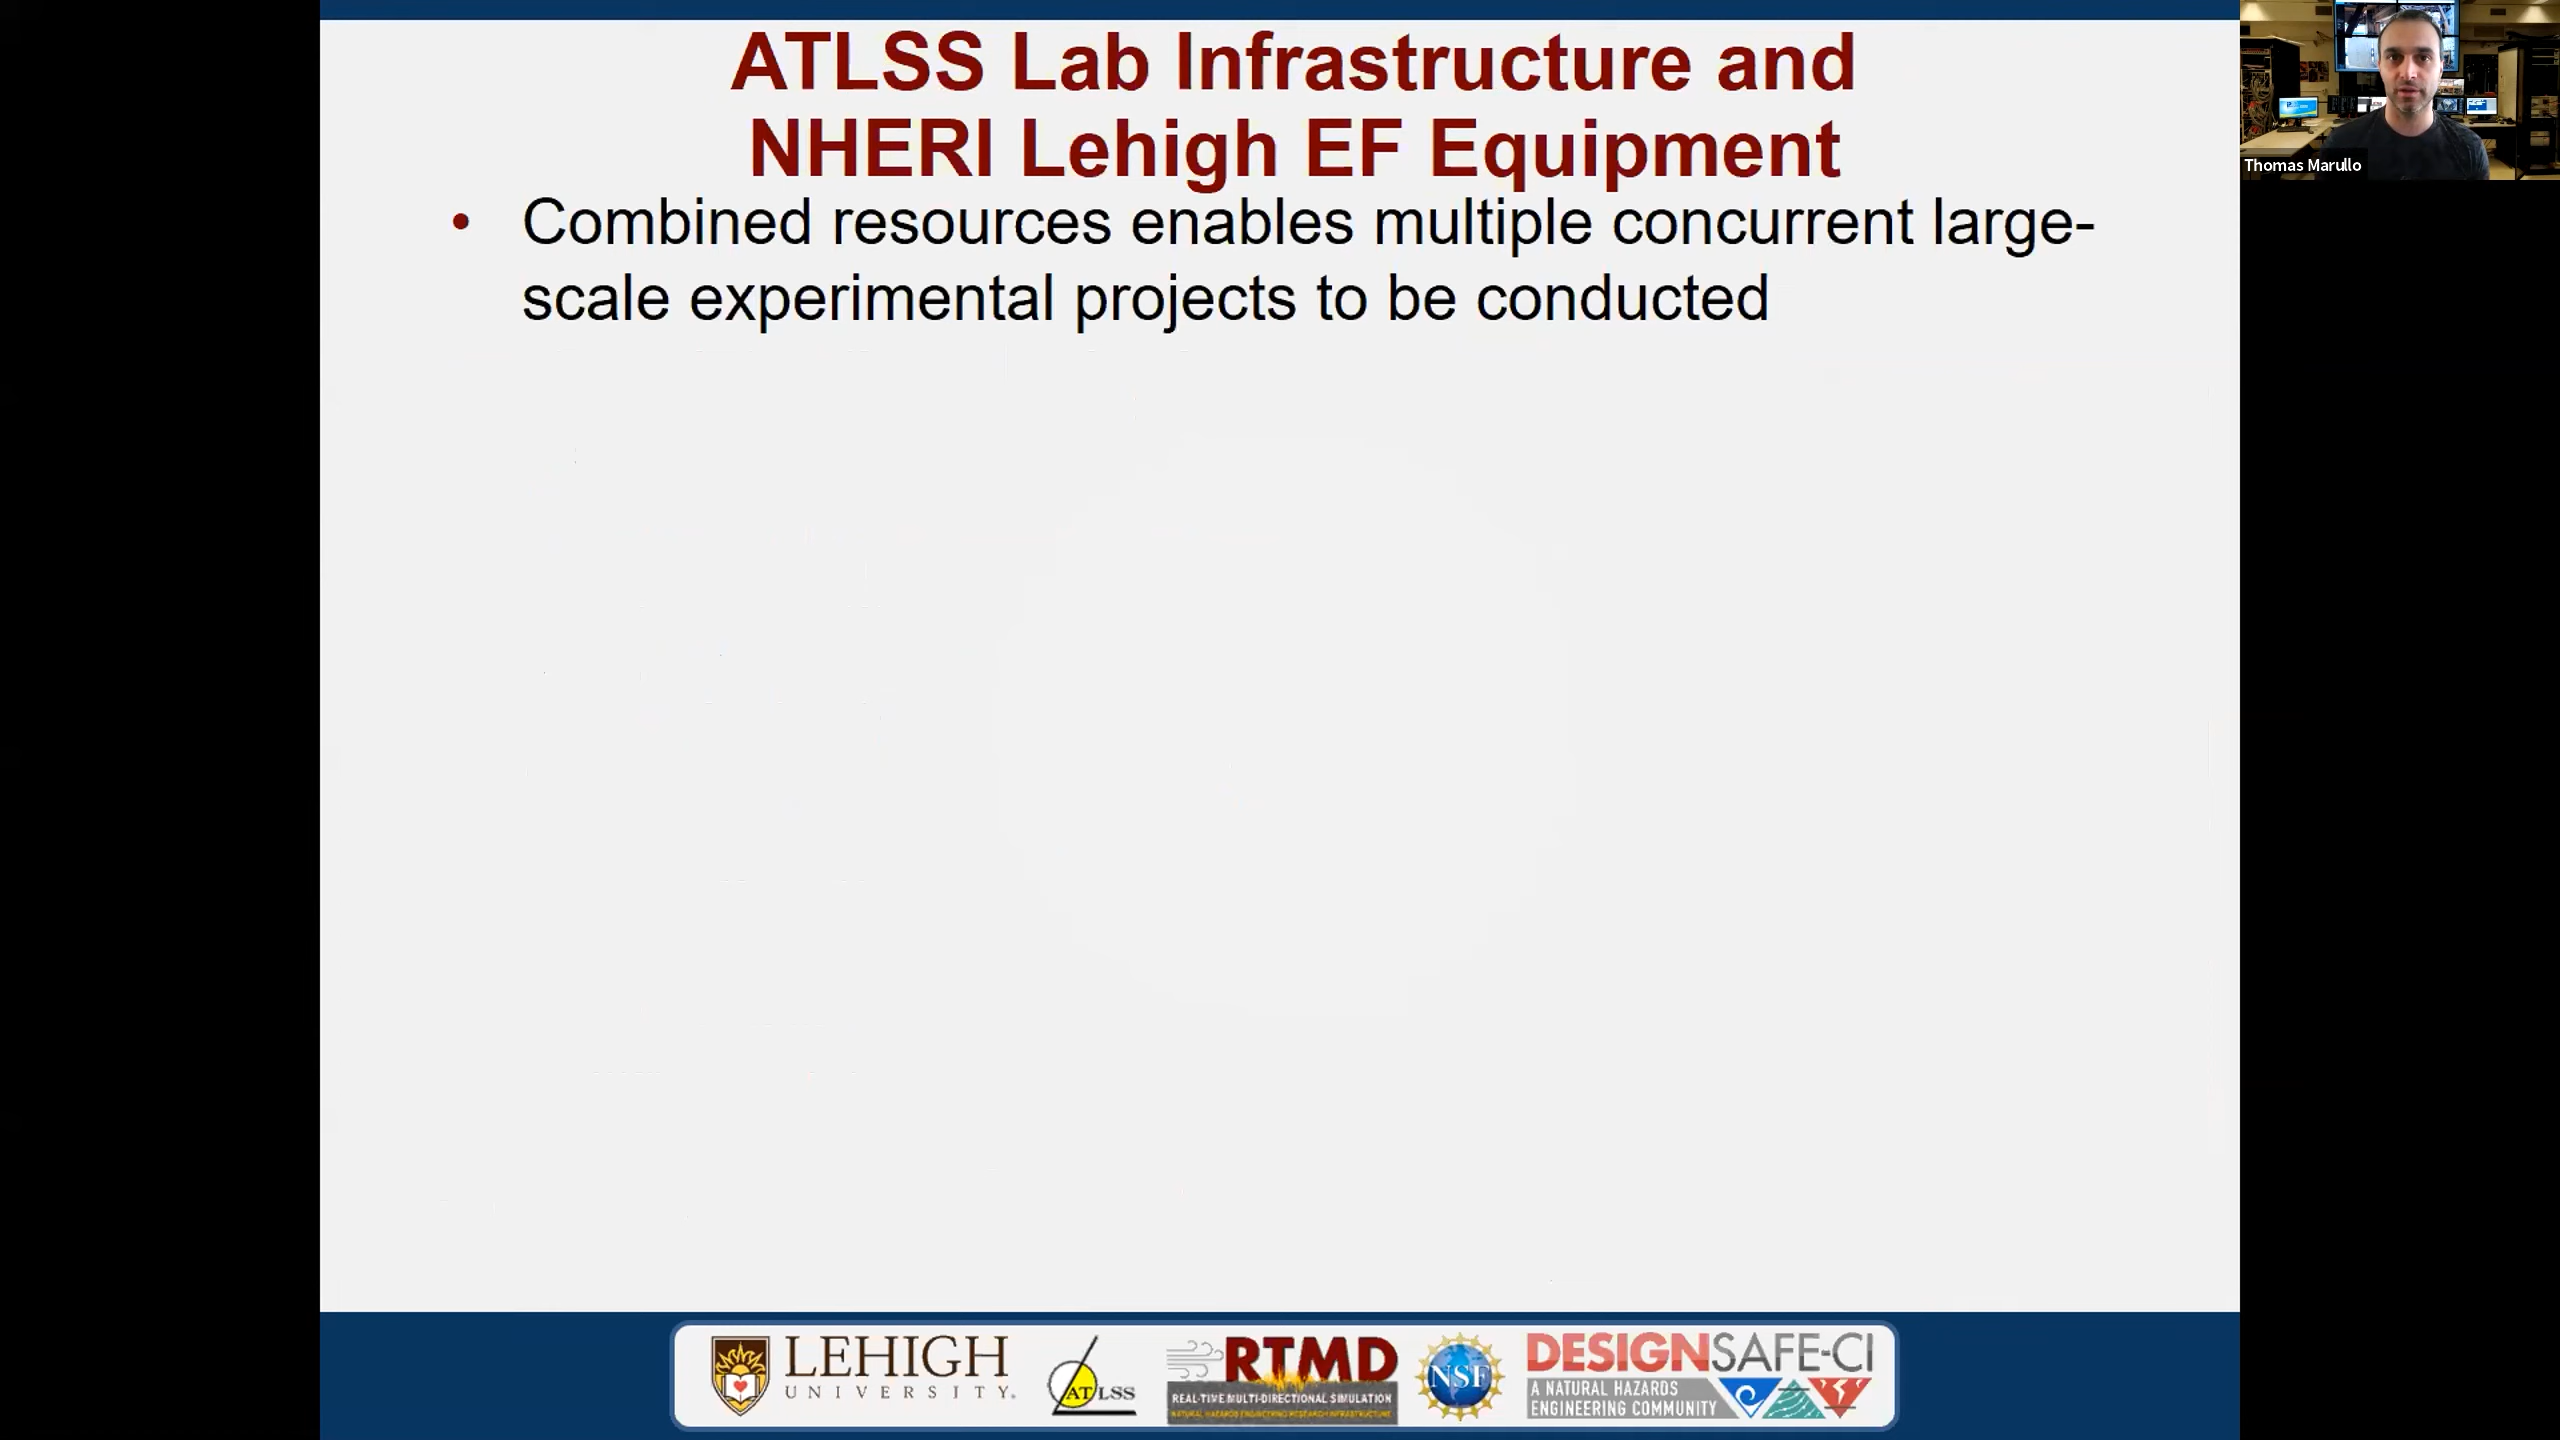 ATLSS Lab Infrastructure and
NHERI Lehigh EF Equipment
Thomas Marullo
• Combined resources enables multiple concurrent large-
scale experimental projects to be conducted
LEHIGH
UNIVERSITY
ATLSS
RTMD
REAL-TIME MULTI-DIRECTIONAL SIMULATION
NATURAL HAZARDS ENGINEERING RESEARCH INFRASTRUCTURE
NSF
DESIGNSAFE-CI
A NATURAL HAZARDS
ENGINEERING COMMUNITY